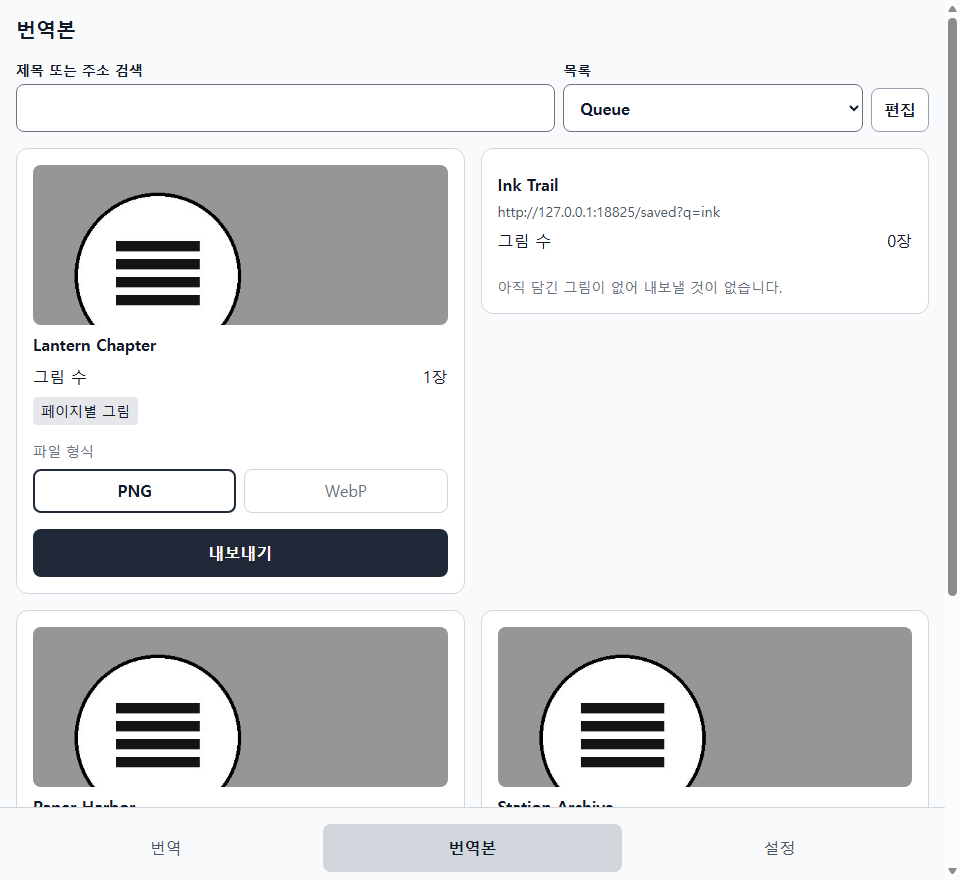 번역본
제목 또는 주소 검색
목록
Queue
편집
Lantern Chapter
그림 수
1장
페이지별 그림
파일 형식
PNG
WebP
내보내기
Ink Trail
http://127.0.0.1:18825/saved?q=ink
그림 수
0장
아직 담긴 그림이 없어 내보낼 것이 없습니다.
Paper Harbor
Station Archive
번역
번역본
설정